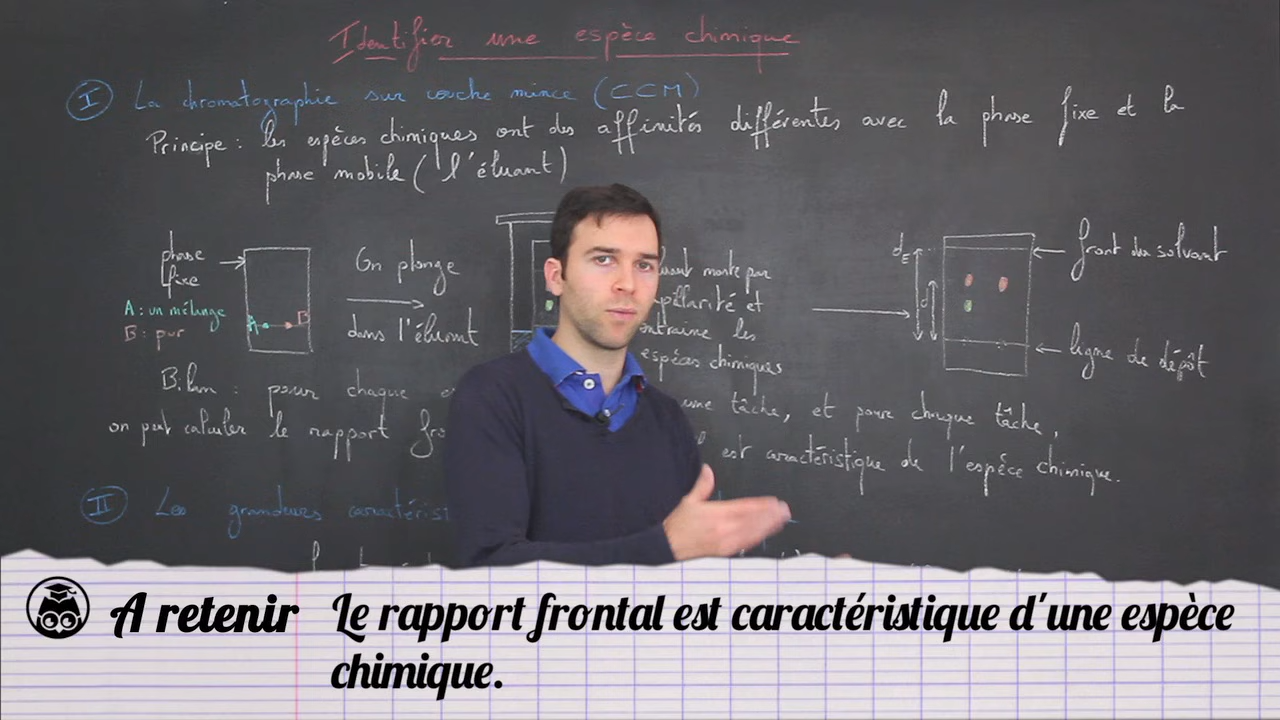 Identifier une espèce chimique
I La chromatographie sur couche mince (CCM)
Principe : les espèces chimiques ont des affinités différentes avec la phase fixe et la
phase mobile (l'éluant)
phase
fixe
A : un mélange
B : pur
A
B
On plonge
dans l'éluant
monte par
et
les
espèces chimiques
dE
d
front du solvant
ligne de dépôt
Bilan : pour chaque
une tâche, et pour chaque tâche,
on peut calculer le rapport
est caractéristique de l'espèce chimique.
II Les grandeurs
A retenir
Le rapport frontal est caractéristique d'une espèce
chimique.